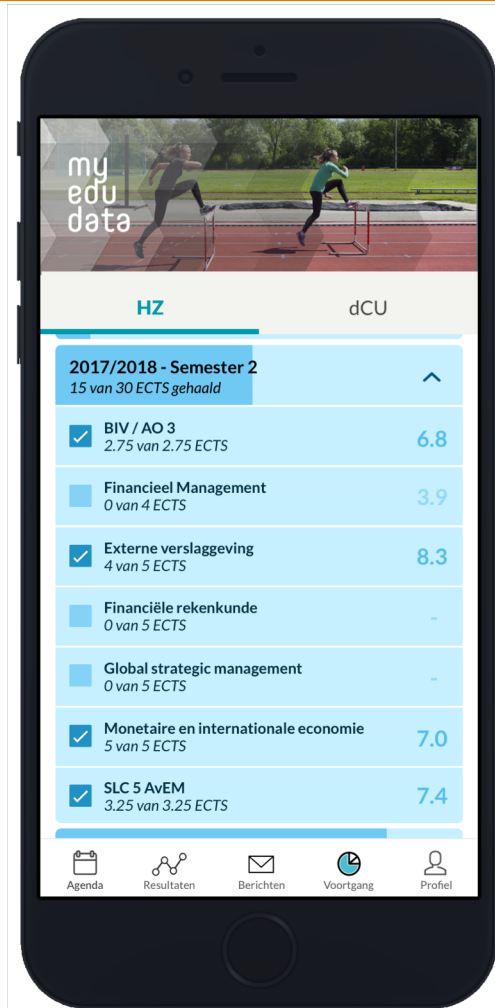 my
edu
data
HZ
dCU
2017/2018 - Semester 2
15 van 30 ECTS gehaald
BIV / AO 3
2.75 van 2.75 ECTS
6.8
Financieel Management
0 van 4 ECTS
3.9
Externe verslaggeving
4 van 5 ECTS
8.3
Financiële rekenkunde
0 van 5 ECTS
-
Global strategic management
0 van 5 ECTS
-
Monetaire en internationale economie
5 van 5 ECTS
7.0
SLC 5 AvEM
3.25 van 3.25 ECTS
7.4
Agenda
Resultaten
Berichten
Voortgang
Profiel